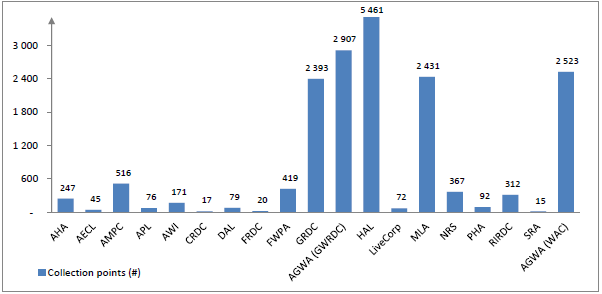 5 461
3 000
2 907
2 523
2 393
2 431
2 400
1 800
1 200
600
516
419
367
312
247
171
45
76
17
79
20
72
92
15
-
AHA
AECL
AMPC
APL
AWI
CRDC
DAL
FRDC
FWPA
GRDC
AGWA (GWRDC)
HAL
LiveCorp
MLA
NRS
PHA
RIRDC
SRA
AGWA (WAC)
Collection points (#)